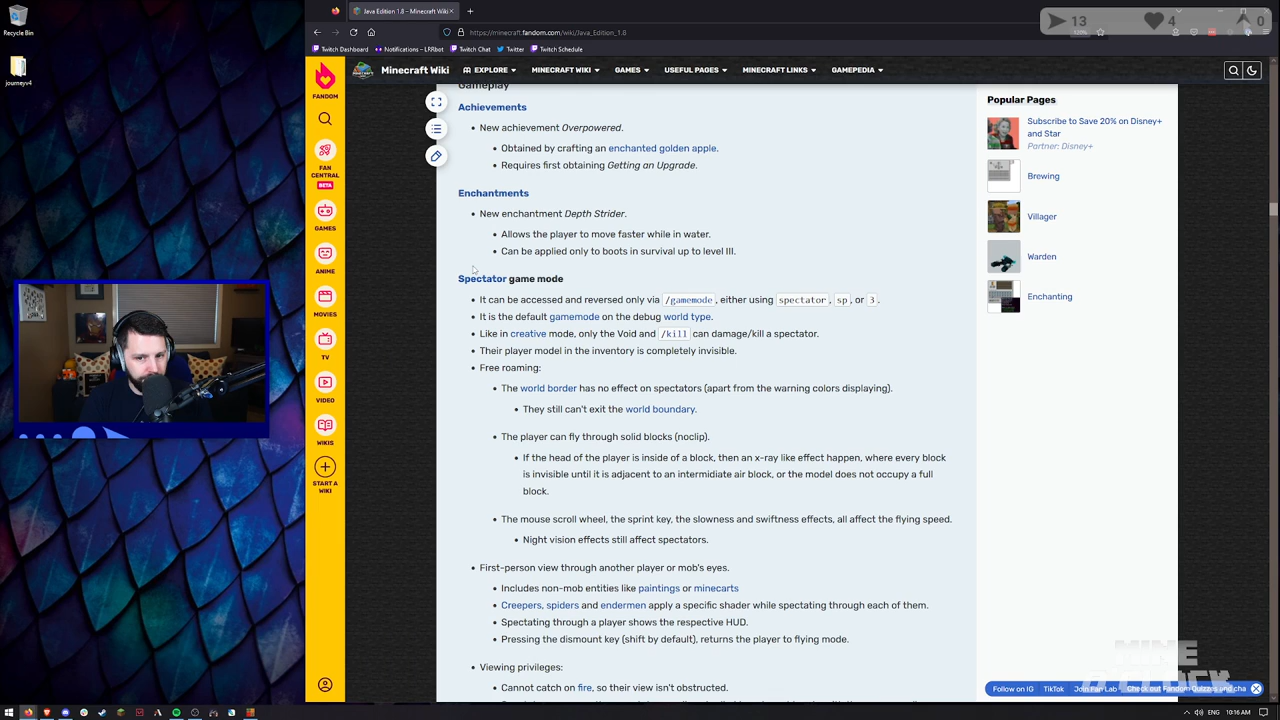 Recycle Bin
journeyv4
Java Edition 1.8 – Minecraft Wiki
https://minecraft.fandom.com/wiki/Java_Edition_1.8
120%
13
4
0
Twitch Dashboard
Notifications – LRRbot
Twitch Chat
Twitter
Twitch Schedule
FANDOM
FAN CENTRAL
BETA
GAMES
ANIME
MOVIES
TV
VIDEO
WIKIS
START A WIKI
Minecraft Wiki
EXPLORE
MINECRAFT WIKI
GAMES
USEFUL PAGES
MINECRAFT LINKS
GAMEPEDIA
Gameplay
Achievements
New achievement Overpowered.
Obtained by crafting an enchanted golden apple.
Requires first obtaining Getting an Upgrade.
Enchantments
New enchantment Depth Strider.
Allows the player to move faster while in water.
Can be applied only to boots in survival up to level III.
Spectator game mode
It can be accessed and reversed only via /gamemode, either using spectator, sp, or 3.
It is the default gamemode on the debug world type.
Like in creative mode, only the Void and /kill can damage/kill a spectator.
Their player model in the inventory is completely invisible.
Free roaming:
The world border has no effect on spectators (apart from the warning colors displaying).
They still can't exit the world boundary.
The player can fly through solid blocks (noclip).
If the head of the player is inside of a block, then an x-ray like effect happen, where every block
is invisible until it is adjacent to an intermidiate air block, or the model does not occupy a full
block.
The mouse scroll wheel, the sprint key, the slowness and swiftness effects, all affect the flying speed.
Night vision effects still affect spectators.
First-person view through another player or mob's eyes.
Includes non-mob entities like paintings or minecarts
Creepers, spiders and endermen apply a specific shader while spectating through each of them.
Spectating through a player shows the respective HUD.
Pressing the dismount key (shift by default), returns the player to flying mode.
Viewing privileges:
Cannot catch on fire, so their view isn't obstructed.
Popular Pages
Subscribe to Save 20% on Disney+
and Star
Partner: Disney+
Brewing
Villager
Warden
Enchanting
MINE
O'CLOCK
Follow on IG
TikTok
Join Fan Lab
Check out Fandom Quizzes and cha
ENG
10:16 AM